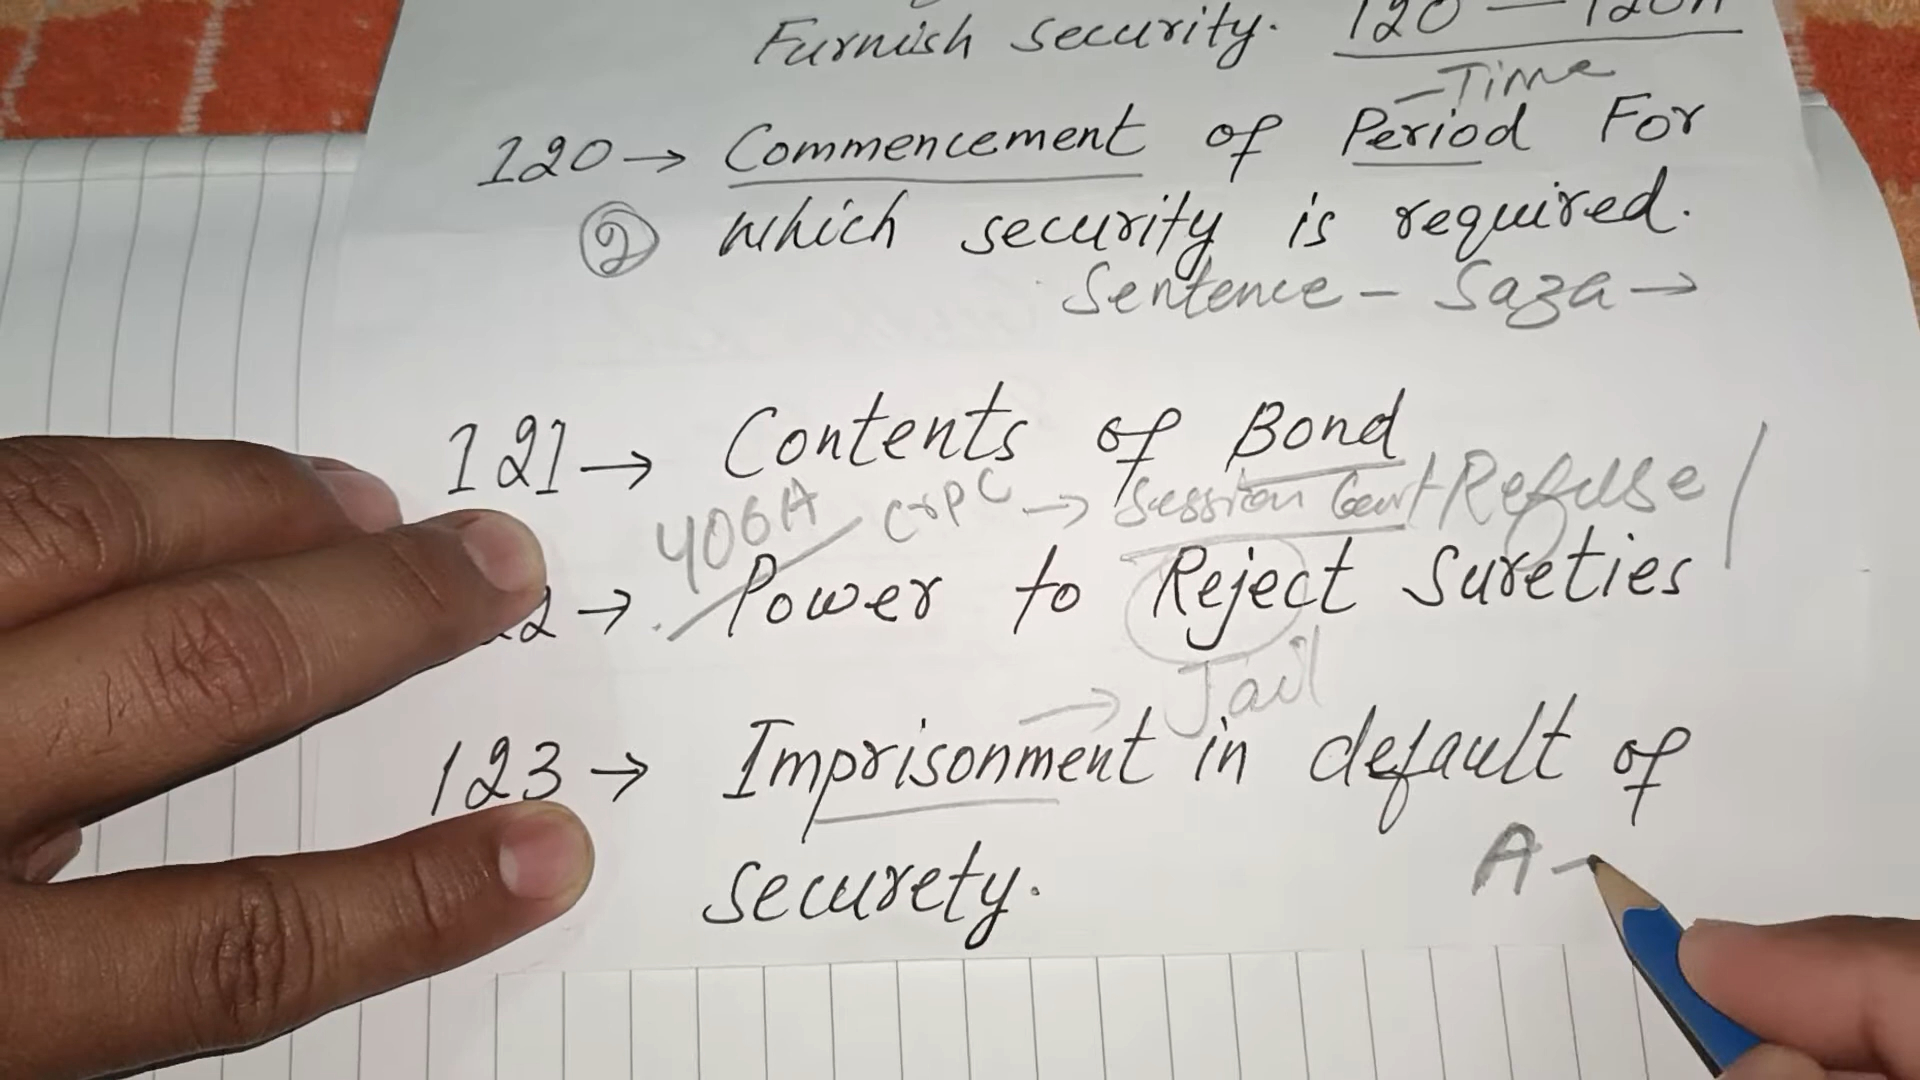 Furnish security. 120 —
– Time
120 → Commencement of Period For
② which security is required.
Sentence – Saza →
121 → Contents of Bond
406A CrPC → Session Court Refuse /
2 → Power to Reject Sureties
→ Jail
123 → Imprisonment in default of
securety.
A –